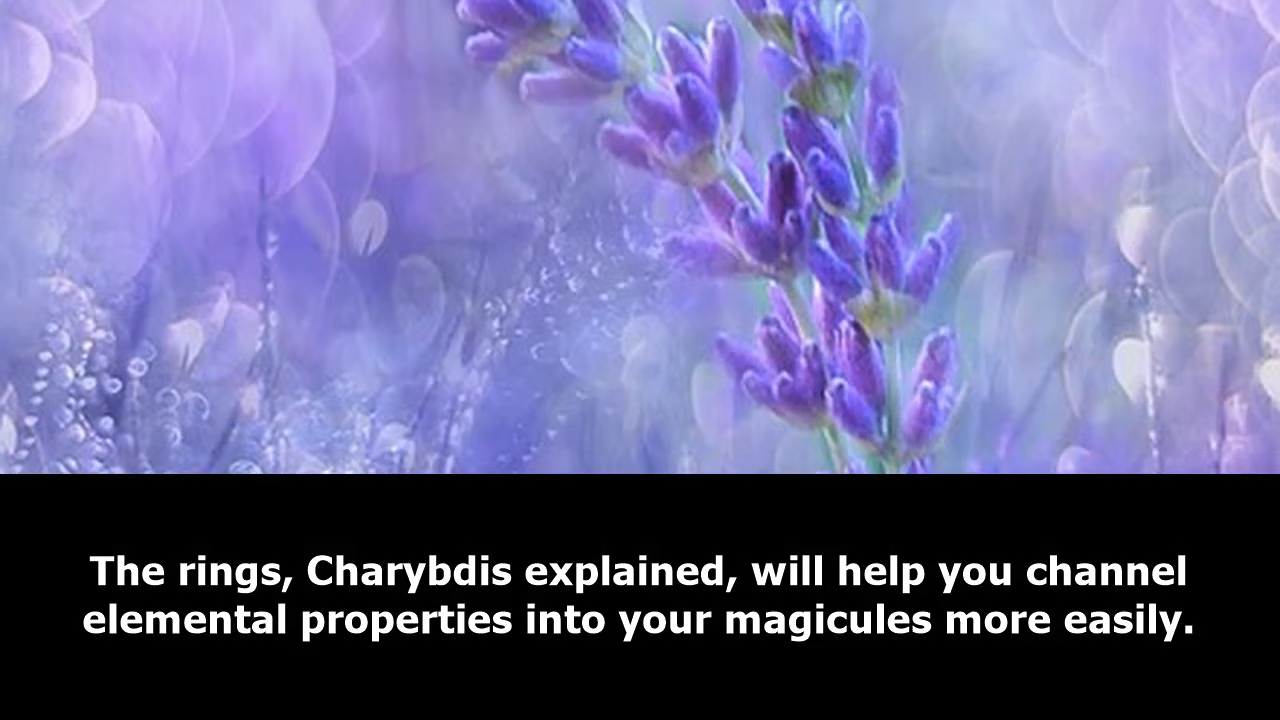 The rings, Charybdis explained, will help you channel
elemental properties into your magicules more easily.